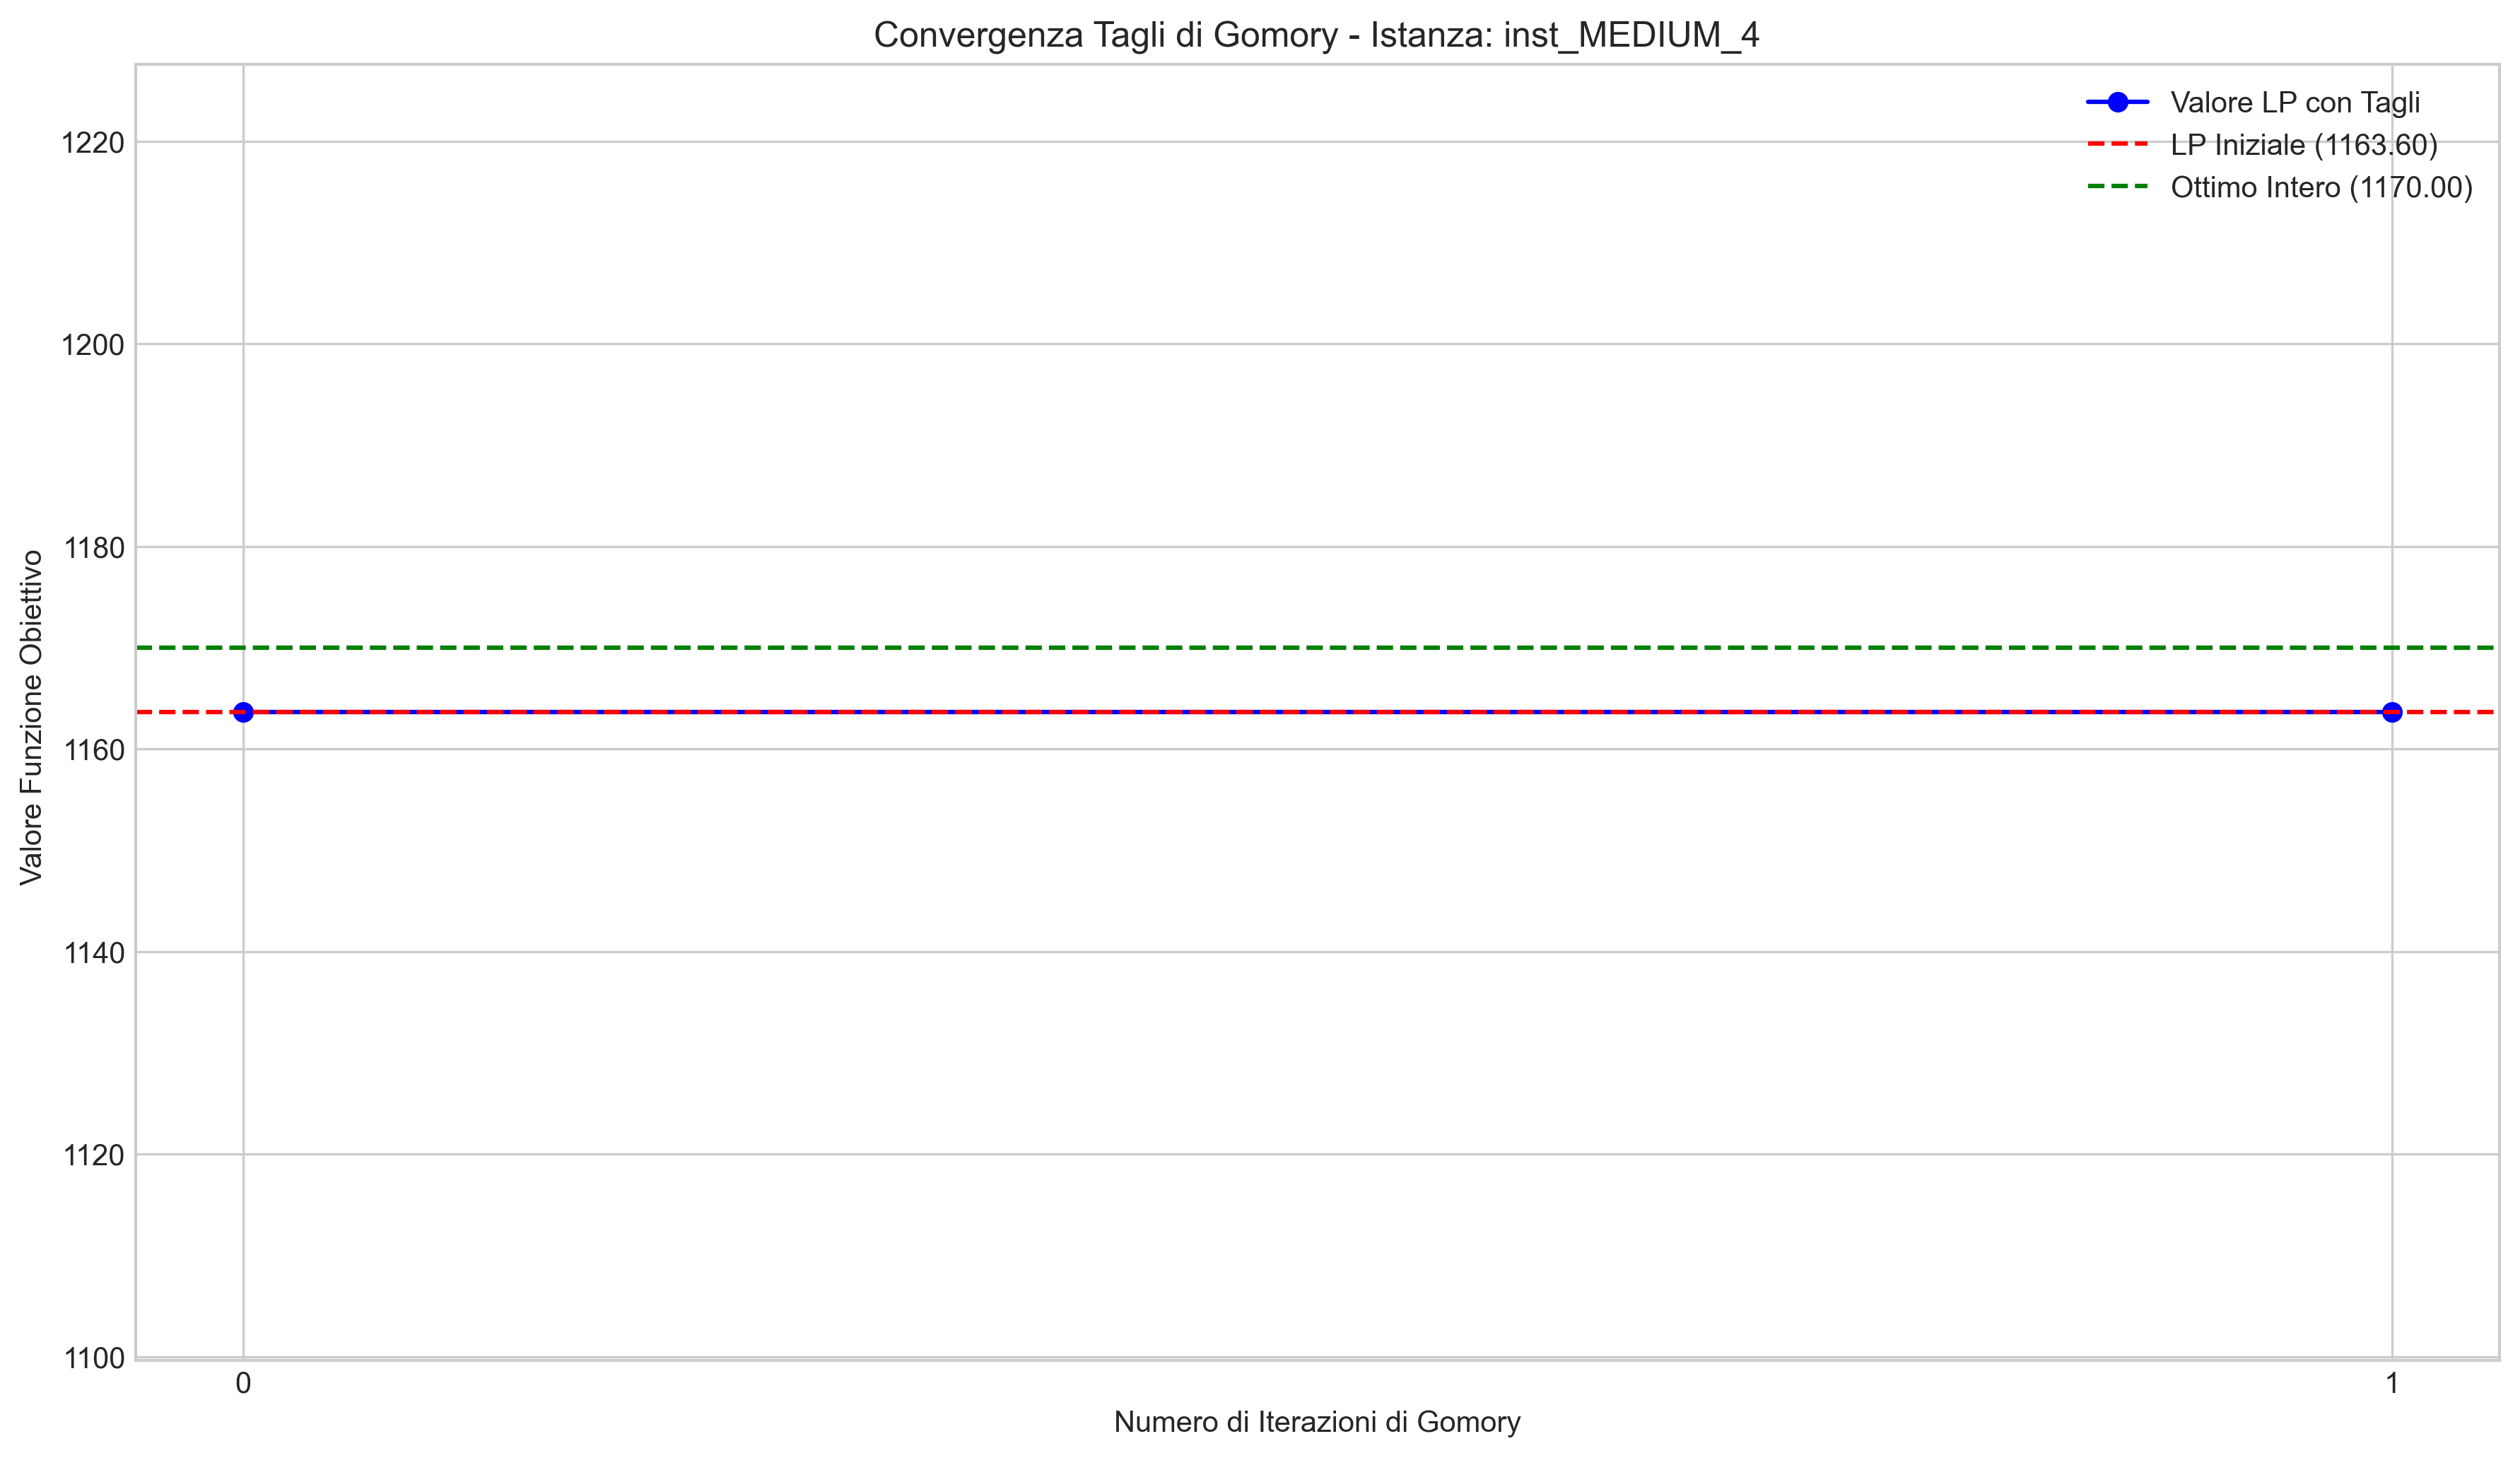 Convergenza Tagli di Gomory - Istanza: inst_MEDIUM_4
Valore LP con Tagli
LP Iniziale (1163.60)
Ottimo Intero (1170.00)
Valore Funzione Obiettivo
1220
1200
1180
1160
1140
1120
1100
0
1
Numero di Iterazioni di Gomory